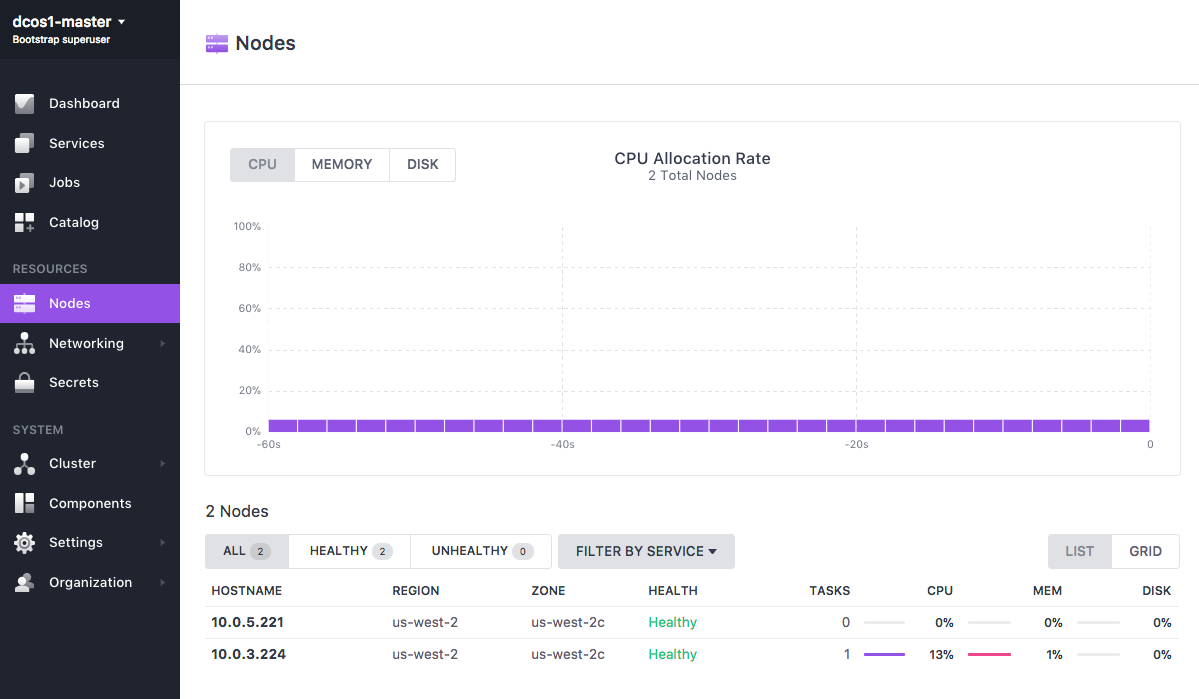 dcos1-master
Bootstrap superuser
Dashboard
Services
Jobs
Catalog
RESOURCES
Nodes
Networking
Secrets
SYSTEM
Cluster
Components
Settings
Organization
Nodes
CPU MEMORY DISK
CPU Allocation Rate
2 Total Nodes
100%
80%
60%
40%
20%
0%
-60s -40s -20s 0
2 Nodes
ALL 2 HEALTHY 2 UNHEALTHY 0 FILTER BY SERVICE LIST GRID
HOSTNAME REGION ZONE HEALTH TASKS CPU MEM DISK
10.0.5.221 us-west-2 us-west-2c Healthy 0 0% 0% 0%
10.0.3.224 us-west-2 us-west-2c Healthy 1 13% 1% 0%